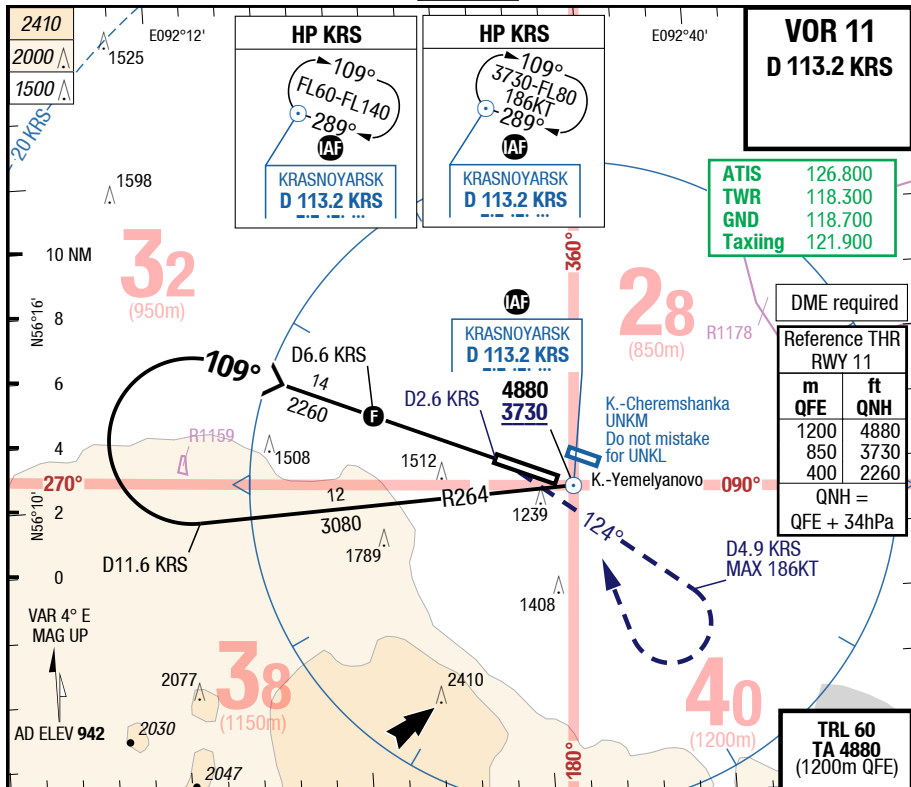 2410
2000
1500
1525
E092°12'
HP KRS
109°
FL60-FL140
289°
IAF
KRASNOYARSK
D 113.2 KRS
HP KRS
109°
3730-FL80
186KT
289°
IAF
KRASNOYARSK
D 113.2 KRS
E092°40'
VOR 11
D 113.2 KRS
20 KRS
1598
ATIS 126.800
TWR 118.300
GND 118.700
Taxiing 121.900
10 NM
32
(950m)
360°
28
(850m)
R1178
DME required
N56°16'
8
6
4
2
0
N56°10'
IAF
KRASNOYARSK
D 113.2 KRS
4880
3730
D6.6 KRS
109°
14
2260
F
D2.6 KRS
K.-Cheremshanka
UNKM
Do not mistake
for UNKL
K.-Yemelyanovo
Reference THR
RWY 11
m ft
QFE QNH
1200 4880
850 3730
400 2260
QNH =
QFE + 34hPa
R1159
1508
1512
270°
090°
12
3080
R264
1239
1789
D11.6 KRS
124°
D4.9 KRS
MAX 186KT
1408
VAR 4° E
MAG UP
2077
38
(1150m)
2410
40
(1200m)
AD ELEV 942
2030
2047
180°
TRL 60
TA 4880
(1200m QFE)